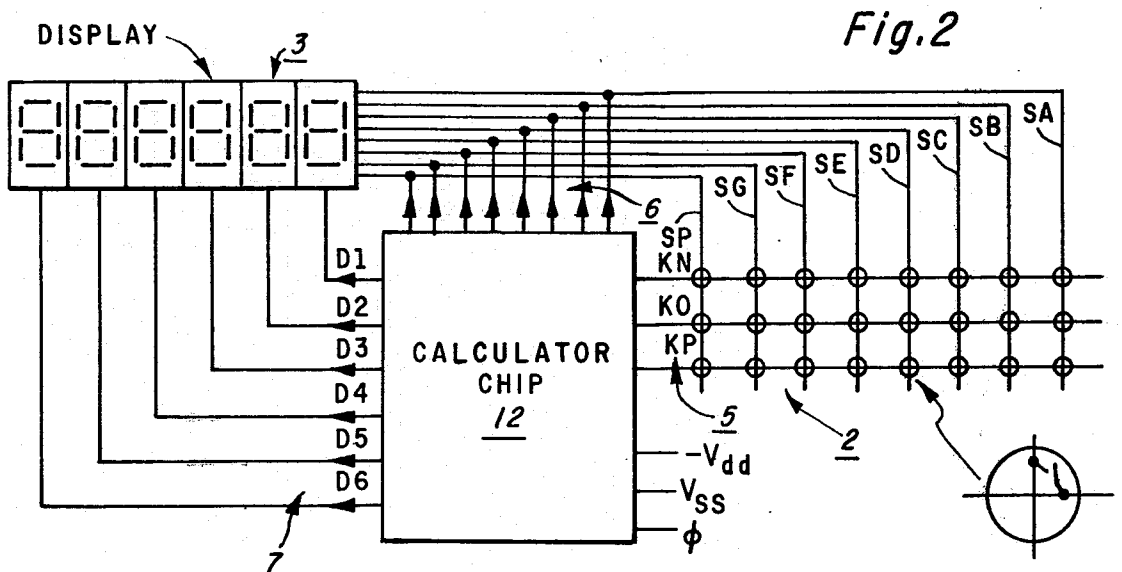 Fig.2
DISPLAY
3
SA
SB
SC
SD
SE
SF
SG
6
SP
KN
D1
D2
KO
D3
KP
CALCULATOR
CHIP
12
D4
5
2
D5
-Vdd
D6
VSS
7
ϕ